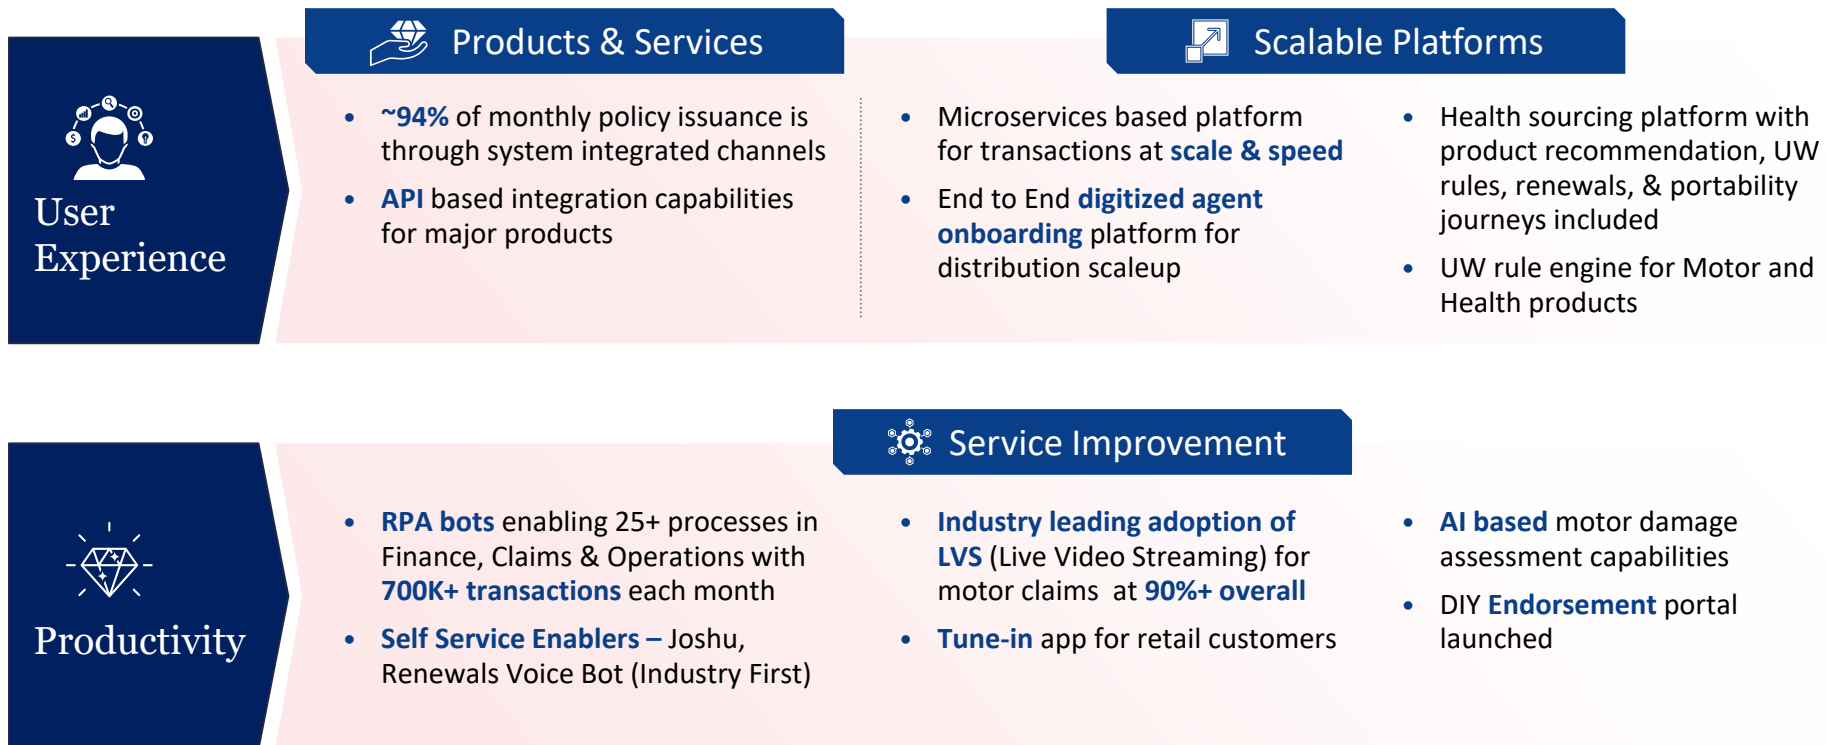 Products & Services
Scalable Platforms
User
Experience
• ~94% of monthly policy issuance is
through system integrated channels
• API based integration capabilities
for major products
• Microservices based platform
for transactions at scale & speed
• End to End digitized agent
onboarding platform for
distribution scaleup
• Health sourcing platform with
product recommendation, UW
rules, renewals, & portability
journeys included
• UW rule engine for Motor and
Health products
Service Improvement
Productivity
• RPA bots enabling 25+ processes in
Finance, Claims & Operations with
700K+ transactions each month
• Self Service Enablers – Joshu,
Renewals Voice Bot (Industry First)
• Industry leading adoption of
LVS (Live Video Streaming) for
motor claims at 90%+ overall
• Tune-in app for retail customers
• AI based motor damage
assessment capabilities
• DIY Endorsement portal
launched